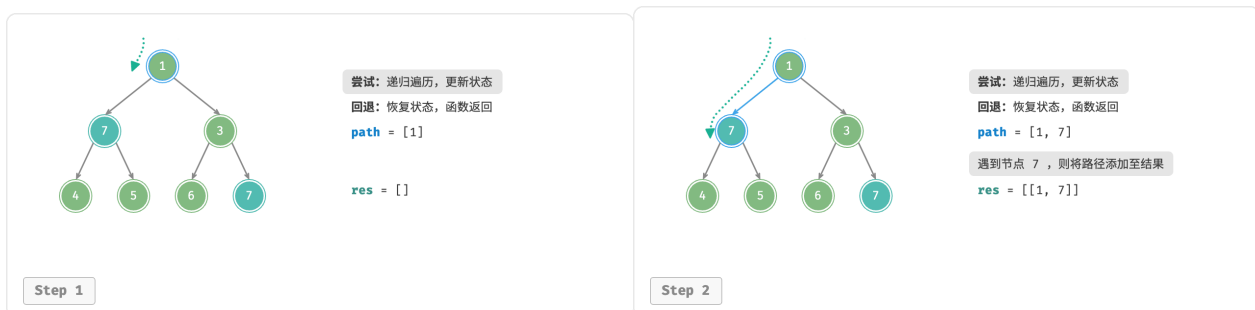 1
尝试：递归遍历，更新状态
回退：恢复状态，函数返回
7
3
path = [1]
4
5
6
7
res = []
Step 1
1
尝试：递归遍历，更新状态
回退：恢复状态，函数返回
7
3
path = [1, 7]
遇到节点 7 ，则将路径添加至结果
4
5
6
7
res = [[1, 7]]
Step 2